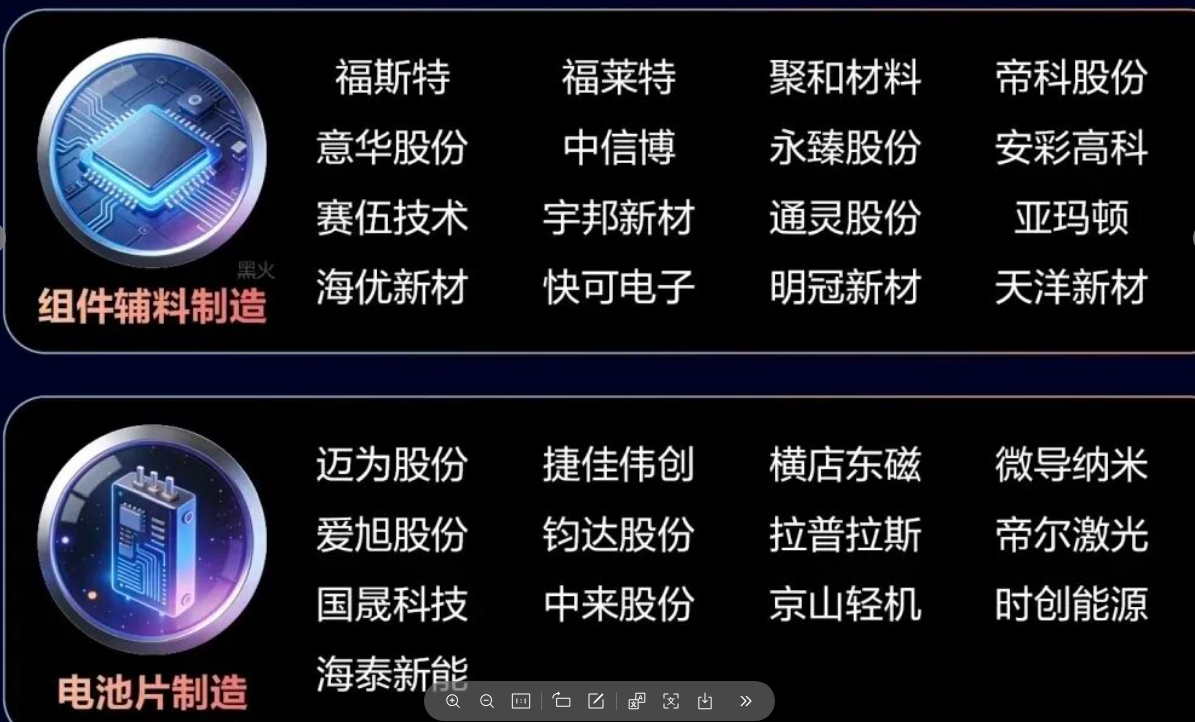 福斯特 福莱特 聚和材料 帝科股份
意华股份 中信博 永臻股份 安彩高科
赛伍技术 宇邦新材 通灵股份 亚玛顿
海优新材 快可电子 明冠新材 天洋新材
黑火
组件辅料制造
迈为股份 捷佳伟创 横店东磁 微导纳米
爱旭股份 钧达股份 拉普拉斯 帝尔激光
国晟科技 中来股份 京山轻机 时创能源
海泰新能
电池片制造
1:1